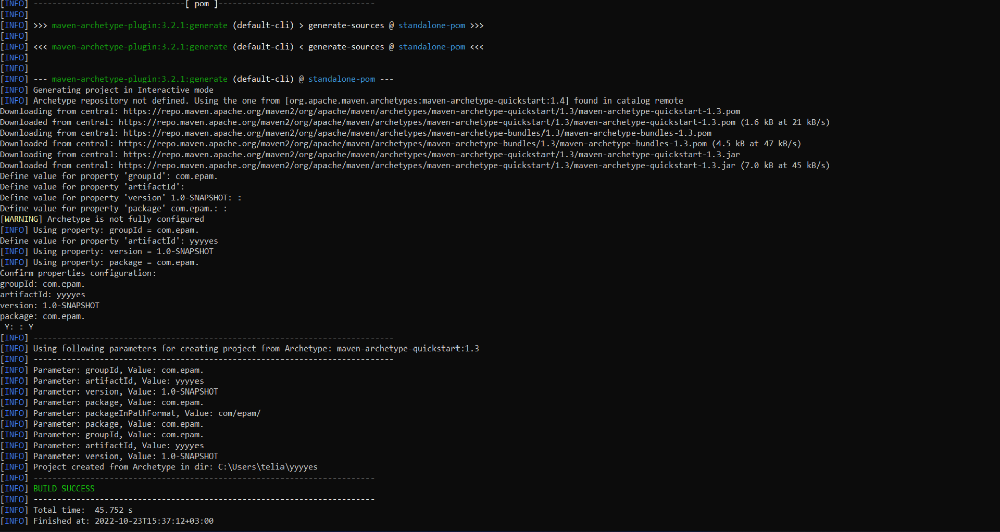 [INFO] --------------------------------[ pom ]---------------------------------
[INFO]
[INFO] >>> maven-archetype-plugin:3.2.1:generate (default-cli) > generate-sources @ standalone-pom >>>
[INFO]
[INFO] <<< maven-archetype-plugin:3.2.1:generate (default-cli) < generate-sources @ standalone-pom <<<
[INFO]
[INFO]
[INFO] --- maven-archetype-plugin:3.2.1:generate (default-cli) @ standalone-pom ---
[INFO] Generating project in Interactive mode
[INFO] Archetype repository not defined. Using the one from [org.apache.maven.archetypes:maven-archetype-quickstart:1.4] found in catalog remote
Downloading from central: https://repo.maven.apache.org/maven2/org/apache/maven/archetypes/maven-archetype-quickstart/1.3/maven-archetype-quickstart-1.3.pom
Downloaded from central: https://repo.maven.apache.org/maven2/org/apache/maven/archetypes/maven-archetype-quickstart/1.3/maven-archetype-quickstart-1.3.pom (1.6 kB at 21 kB/s)
Downloading from central: https://repo.maven.apache.org/maven2/org/apache/maven/archetypes/maven-archetype-bundles/1.3/maven-archetype-bundles-1.3.pom
Downloaded from central: https://repo.maven.apache.org/maven2/org/apache/maven/archetypes/maven-archetype-bundles/1.3/maven-archetype-bundles-1.3.pom (4.5 kB at 47 kB/s)
Downloading from central: https://repo.maven.apache.org/maven2/org/apache/maven/archetypes/maven-archetype-quickstart/1.3/maven-archetype-quickstart-1.3.jar
Downloaded from central: https://repo.maven.apache.org/maven2/org/apache/maven/archetypes/maven-archetype-quickstart/1.3/maven-archetype-quickstart-1.3.jar (7.0 kB at 45 kB/s)
Define value for property 'groupId': com.epam.
Define value for property 'artifactId':
Define value for property 'version' 1.0-SNAPSHOT: :
Define value for property 'package' com.epam.: :
[WARNING] Archetype is not fully configured
[INFO] Using property: groupId = com.epam.
Define value for property 'artifactId': yyyyes
[INFO] Using property: version = 1.0-SNAPSHOT
[INFO] Using property: package = com.epam.
Confirm properties configuration:
groupId: com.epam.
artifactId: yyyyes
version: 1.0-SNAPSHOT
package: com.epam.
 Y: : Y
[INFO] ----------------------------------------------------------------------------
[INFO] Using following parameters for creating project from Archetype: maven-archetype-quickstart:1.3
[INFO] ----------------------------------------------------------------------------
[INFO] Parameter: groupId, Value: com.epam.
[INFO] Parameter: artifactId, Value: yyyyes
[INFO] Parameter: version, Value: 1.0-SNAPSHOT
[INFO] Parameter: package, Value: com.epam.
[INFO] Parameter: packageInPathFormat, Value: com/epam/
[INFO] Parameter: package, Value: com.epam.
[INFO] Parameter: groupId, Value: com.epam.
[INFO] Parameter: artifactId, Value: yyyyes
[INFO] Parameter: version, Value: 1.0-SNAPSHOT
[INFO] Project created from Archetype in dir: C:\Users\telia\yyyyes
[INFO] ------------------------------------------------------------------------
[INFO] BUILD SUCCESS
[INFO] ------------------------------------------------------------------------
[INFO] Total time:  45.752 s
[INFO] Finished at: 2022-10-23T15:37:12+03:00